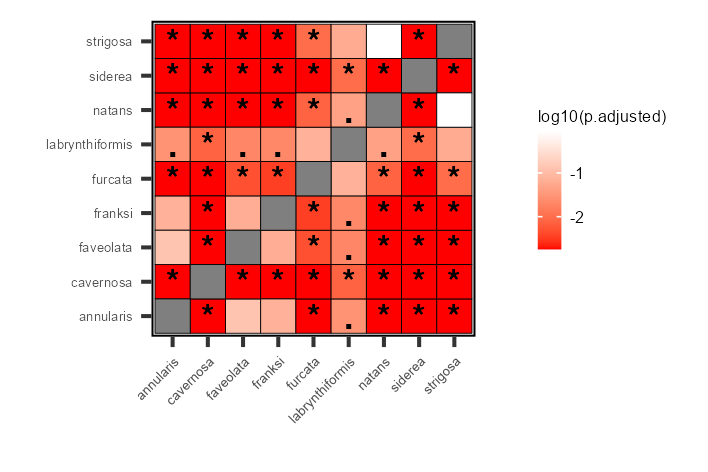 strigosa
* * * * * *
siderea
* * * * * * * *
natans
* * * * * . *
labrynthiformis
. * . . . *
furcata
* * * * * * *
franksi
* * . * * *
faveolata
* * . * * *
cavernosa
* * * * * * * *
annularis
* * . * * *
annularis
cavernosa
faveolata
franksi
furcata
labrynthiformis
natans
siderea
strigosa
log10(p.adjusted)
-1
-2